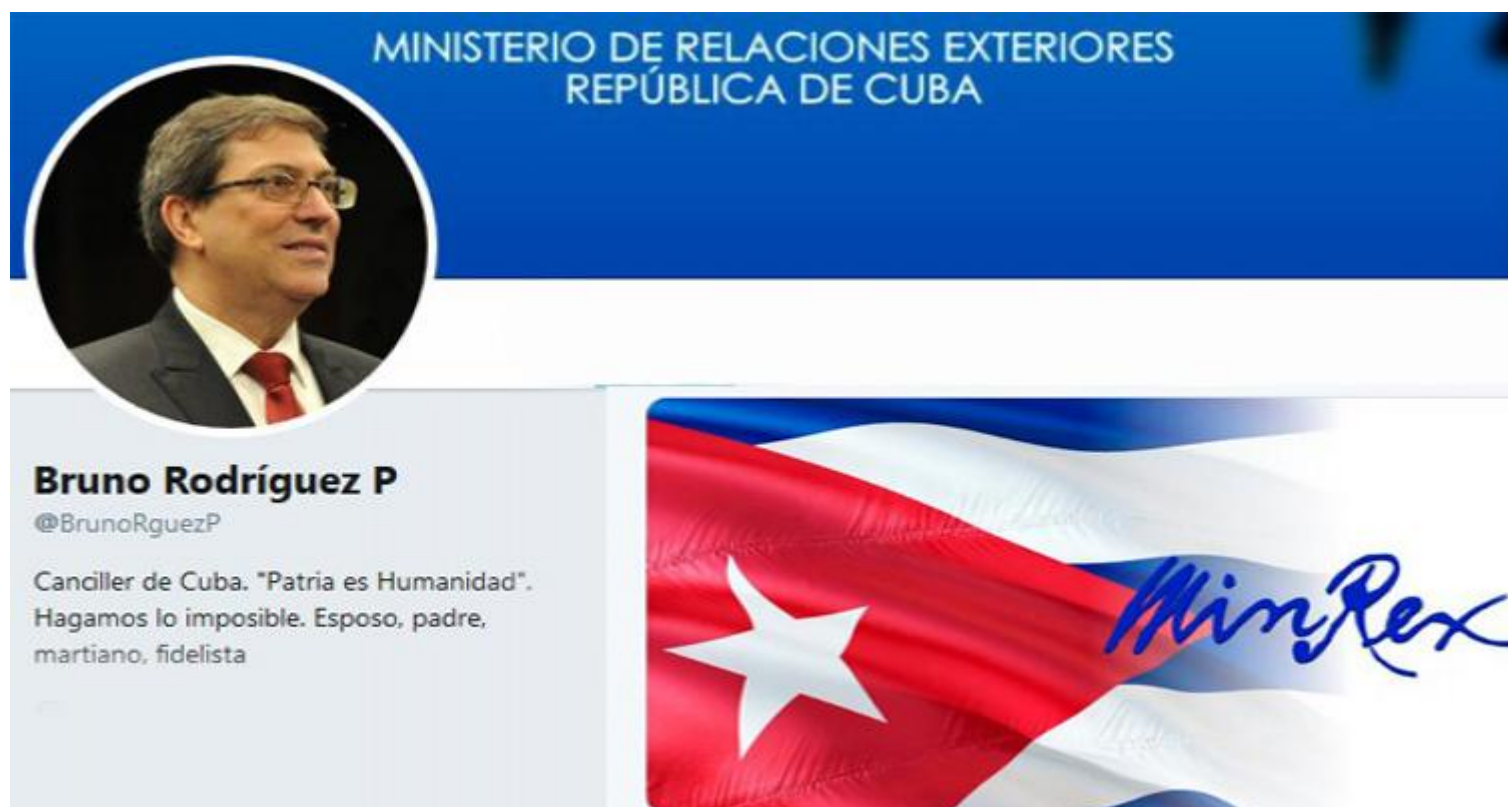 MINISTERIO DE RELACIONES EXTERIORES
REPÚBLICA DE CUBA
Bruno Rodríguez P
@BrunoRguezP
Canciller de Cuba. "Patria es Humanidad".
Hagamos lo imposible. Esposo, padre,
martiano, fidelista
MinRex